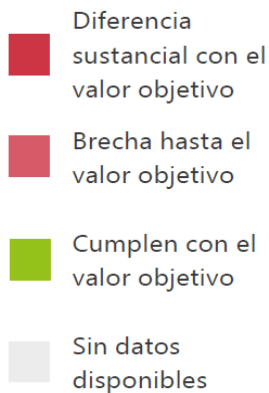 Diferencia
sustancial con el
valor objetivo
Brecha hasta el
valor objetivo
Cumplen con el
valor objetivo
Sin datos
disponibles